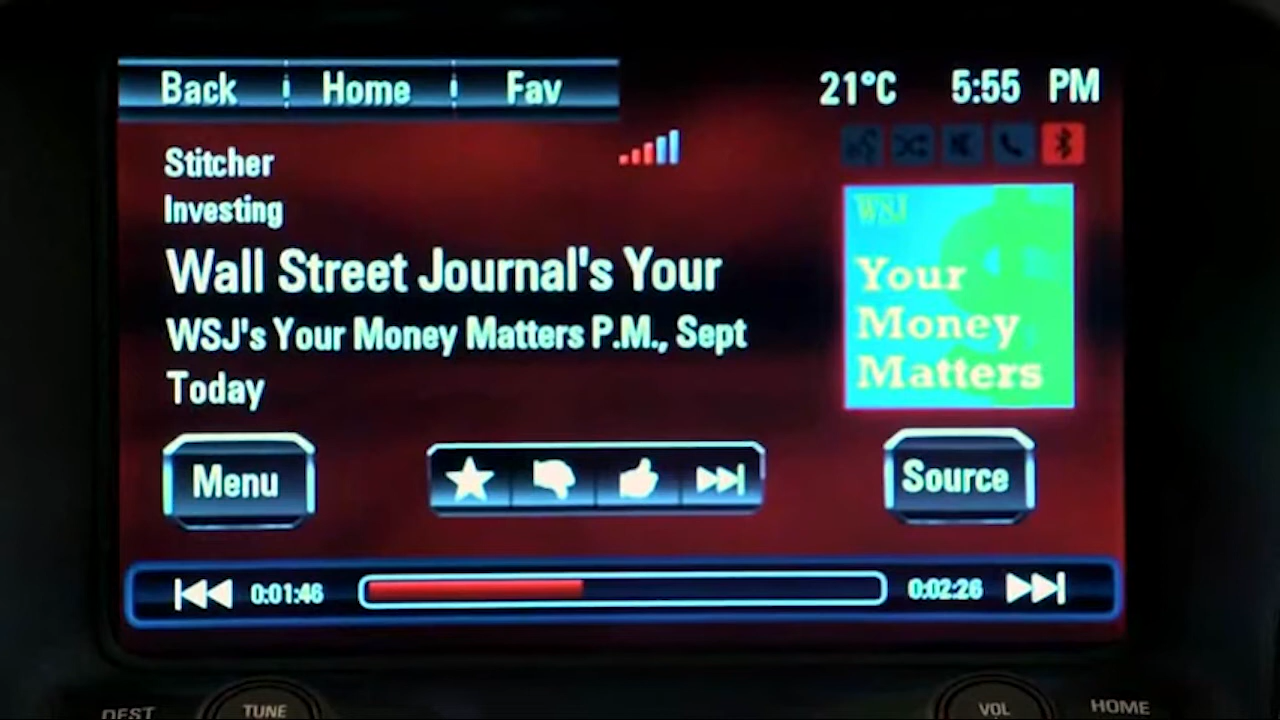 Back Home Fav 21°C 5:55 PM
Stitcher
Investing
Wall Street Journal's Your
WSJ's Your Money Matters P.M., Sept
Today
WSJ
Your
Money
Matters
Menu Source
0:01:46 0:02:26
DEST TUNE VOL HOME